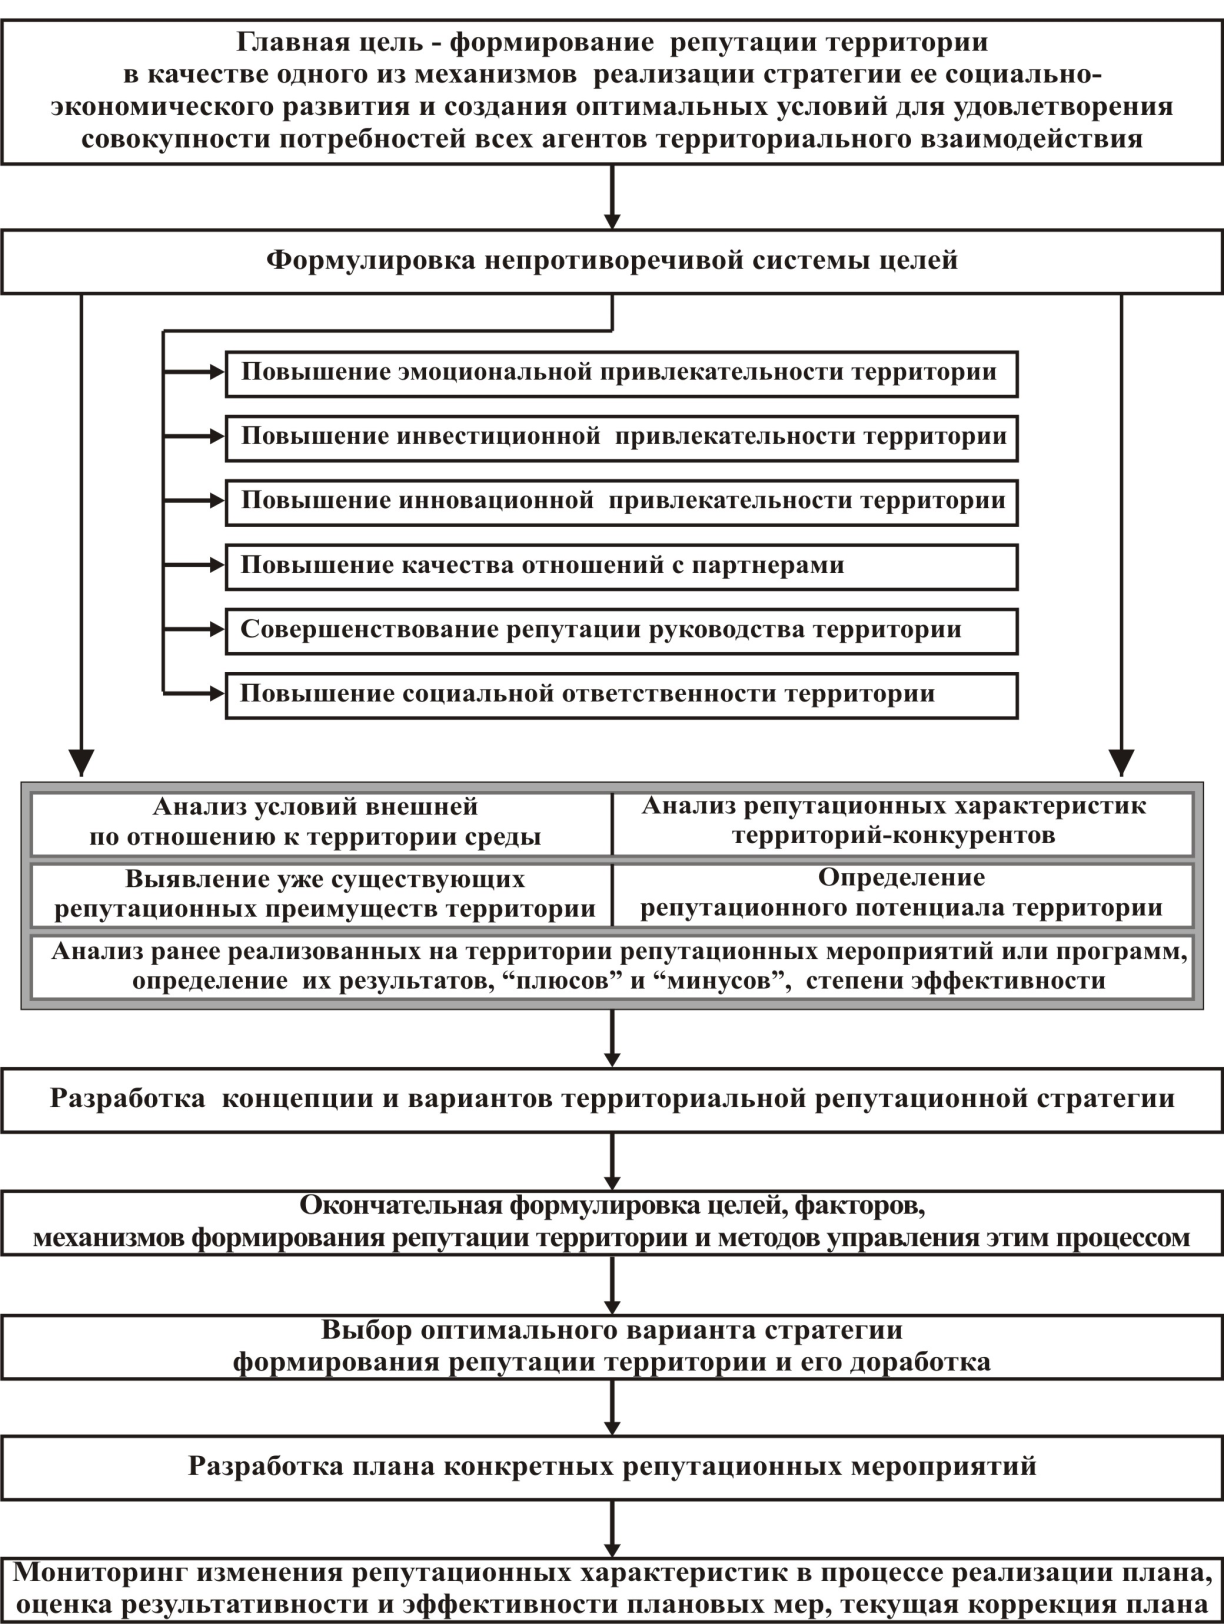 Главная цель - формирование репутации территории
в качестве одного из механизмов реализации стратегии ее социально-
экономического развития и создания оптимальных условий для удовлетворения
совокупности потребностей всех агентов территориального взаимодействия
Формулировка непротиворечивой системы целей
Повышение эмоциональной привлекательности территории
Повышение инвестиционной привлекательности территории
Повышение инновационной привлекательности территории
Повышение качества отношений с партнерами
Совершенствование репутации руководства территории
Повышение социальной ответственности территории
Анализ условий внешней
по отношению к территории среды
Анализ репутационных характеристик
территорий-конкурентов
Выявление уже существующих
репутационных преимуществ территории
Определение
репутационного потенциала территории
Анализ ранее реализованных на территории репутационных мероприятий или программ,
определение их результатов, “плюсов” и “минусов”, степени эффективности
Разработка концепции и вариантов территориальной репутационной стратегии
Окончательная формулировка целей, факторов,
механизмов формирования репутации территории и методов управления этим процессом
Выбор оптимального варианта стратегии
формирования репутации территории и его доработка
Разработка плана конкретных репутационных мероприятий
Мониторинг изменения репутационных характеристик в процессе реализации плана,
оценка результативности и эффективности плановых мер, текущая коррекция плана